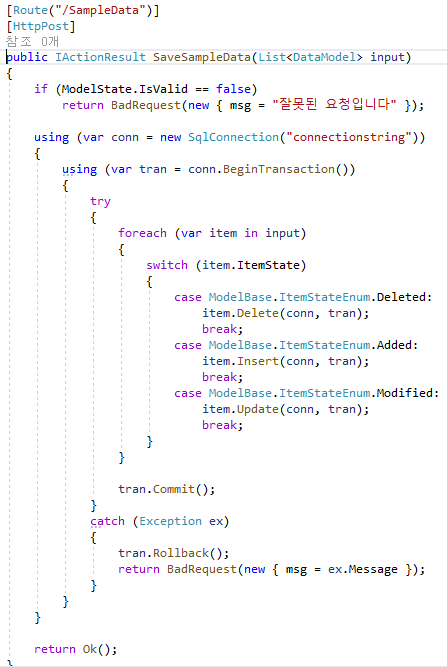 [Route("/SampleData")]
[HttpPost]
참조 0개
public IActionResult SaveSampleData(List<DataModel> input)
{
    if (ModelState.IsValid == false)
        return BadRequest(new { msg = "잘못된 요청입니다" });

    using (var conn = new SqlConnection("connectionstring"))
    {
        using (var tran = conn.BeginTransaction())
        {
            try
            {
                foreach (var item in input)
                {
                    switch (item.ItemState)
                    {
                        case ModelBase.ItemStateEnum.Deleted:
                            item.Delete(conn, tran);
                            break;
                        case ModelBase.ItemStateEnum.Added:
                            item.Insert(conn, tran);
                            break;
                        case ModelBase.ItemStateEnum.Modified:
                            item.Update(conn, tran);
                            break;
                    }
                }

                tran.Commit();
            }
            catch (Exception ex)
            {
                tran.Rollback();
                return BadRequest(new { msg = ex.Message });
            }
        }
    }

    return Ok();
}